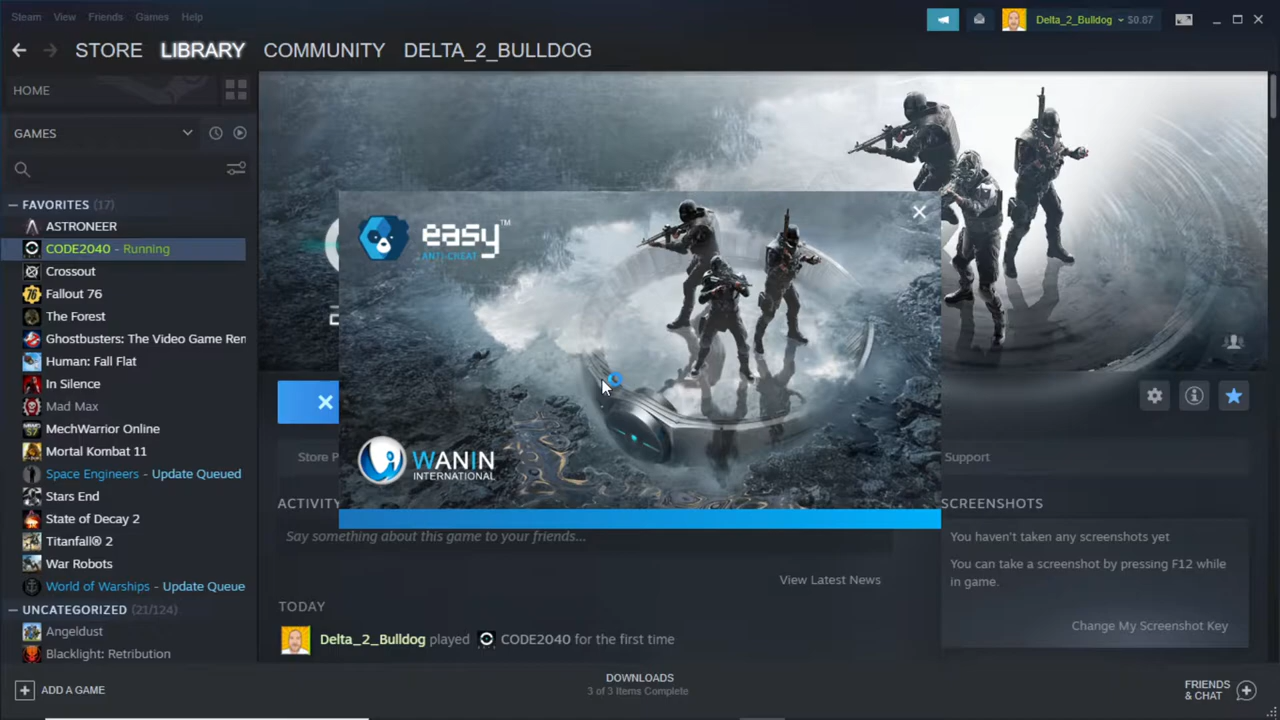 Steam View Friends Games Help
Delta_2_Bulldog $0.87
STORE LIBRARY COMMUNITY DELTA_2_BULLDOG
HOME
GAMES
FAVORITES (17)
ASTRONEER
CODE2040 - Running
Crossout
Fallout 76
The Forest
Ghostbusters: The Video Game Ren
Human: Fall Flat
In Silence
Mad Max
MechWarrior Online
Mortal Kombat 11
Space Engineers - Update Queued
Stars End
State of Decay 2
Titanfall® 2
War Robots
World of Warships - Update Queue
UNCATEGORIZED (21/124)
Angeldust
Blacklight: Retribution
easy™
ANTI-CHEAT
WANIN
INTERNATIONAL
Store P
Support
ACTIVITY
Say something about this game to your friends...
View Latest News
TODAY
Delta_2_Bulldog played CODE2040 for the first time
SCREENSHOTS
You haven't taken any screenshots yet
You can take a screenshot by pressing F12 while
in game.
Change My Screenshot Key
ADD A GAME
DOWNLOADS
3 of 3 Items Complete
FRIENDS
& CHAT